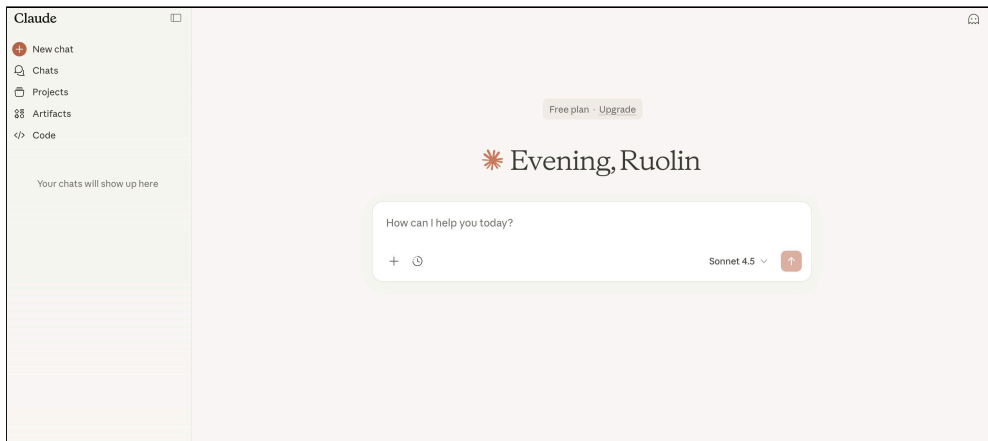 Claude
New chat
Chats
Projects
Artifacts
Code
Your chats will show up here
Free plan · Upgrade
Evening, Ruolin
How can I help you today?
Sonnet 4.5